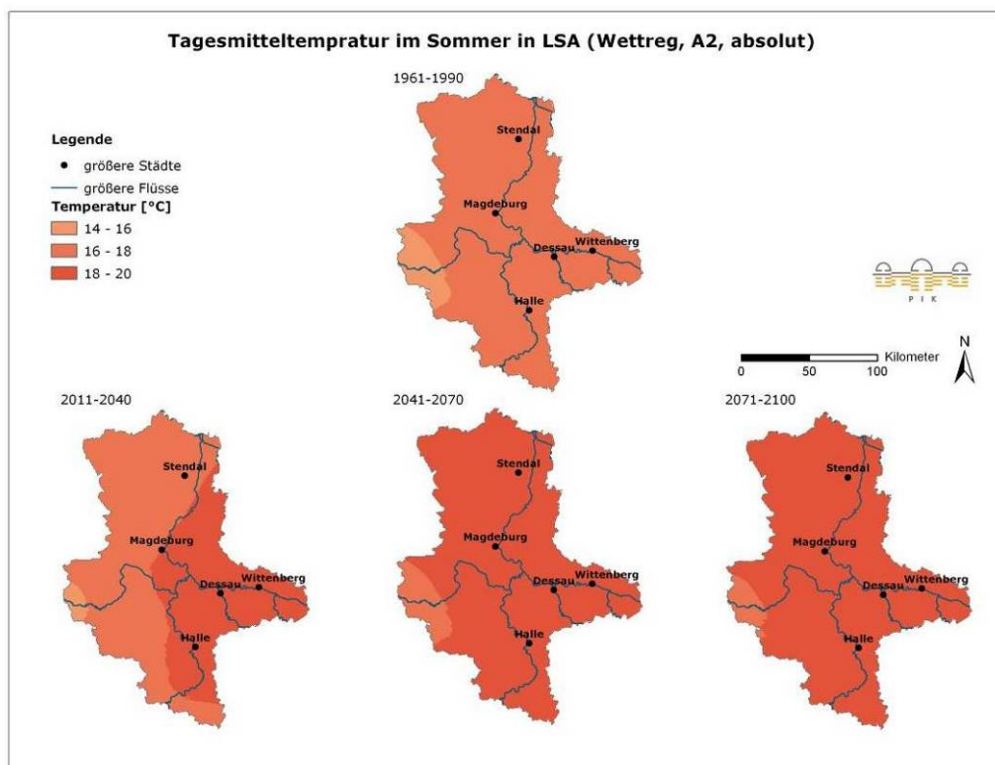 Tagesmitteltempratur im Sommer in LSA (Wettreg, A2, absolut)
1961-1990
Legende
größere Städte
größere Flüsse
Temperatur [°C]
14 - 16
16 - 18
18 - 20
Stendal
Magdeburg
Dessau
Wittenberg
Halle
P I K
N
Kilometer
0 50 100
2011-2040
Stendal
Magdeburg
Dessau
Wittenberg
Halle
2041-2070
Stendal
Magdeburg
Dessau
Wittenberg
Halle
2071-2100
Stendal
Magdeburg
Dessau
Wittenberg
Halle